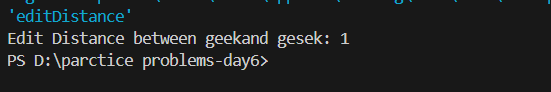 'editDistance'
Edit Distance between geekand gesek: 1
PS D:\parctice problems-day6>